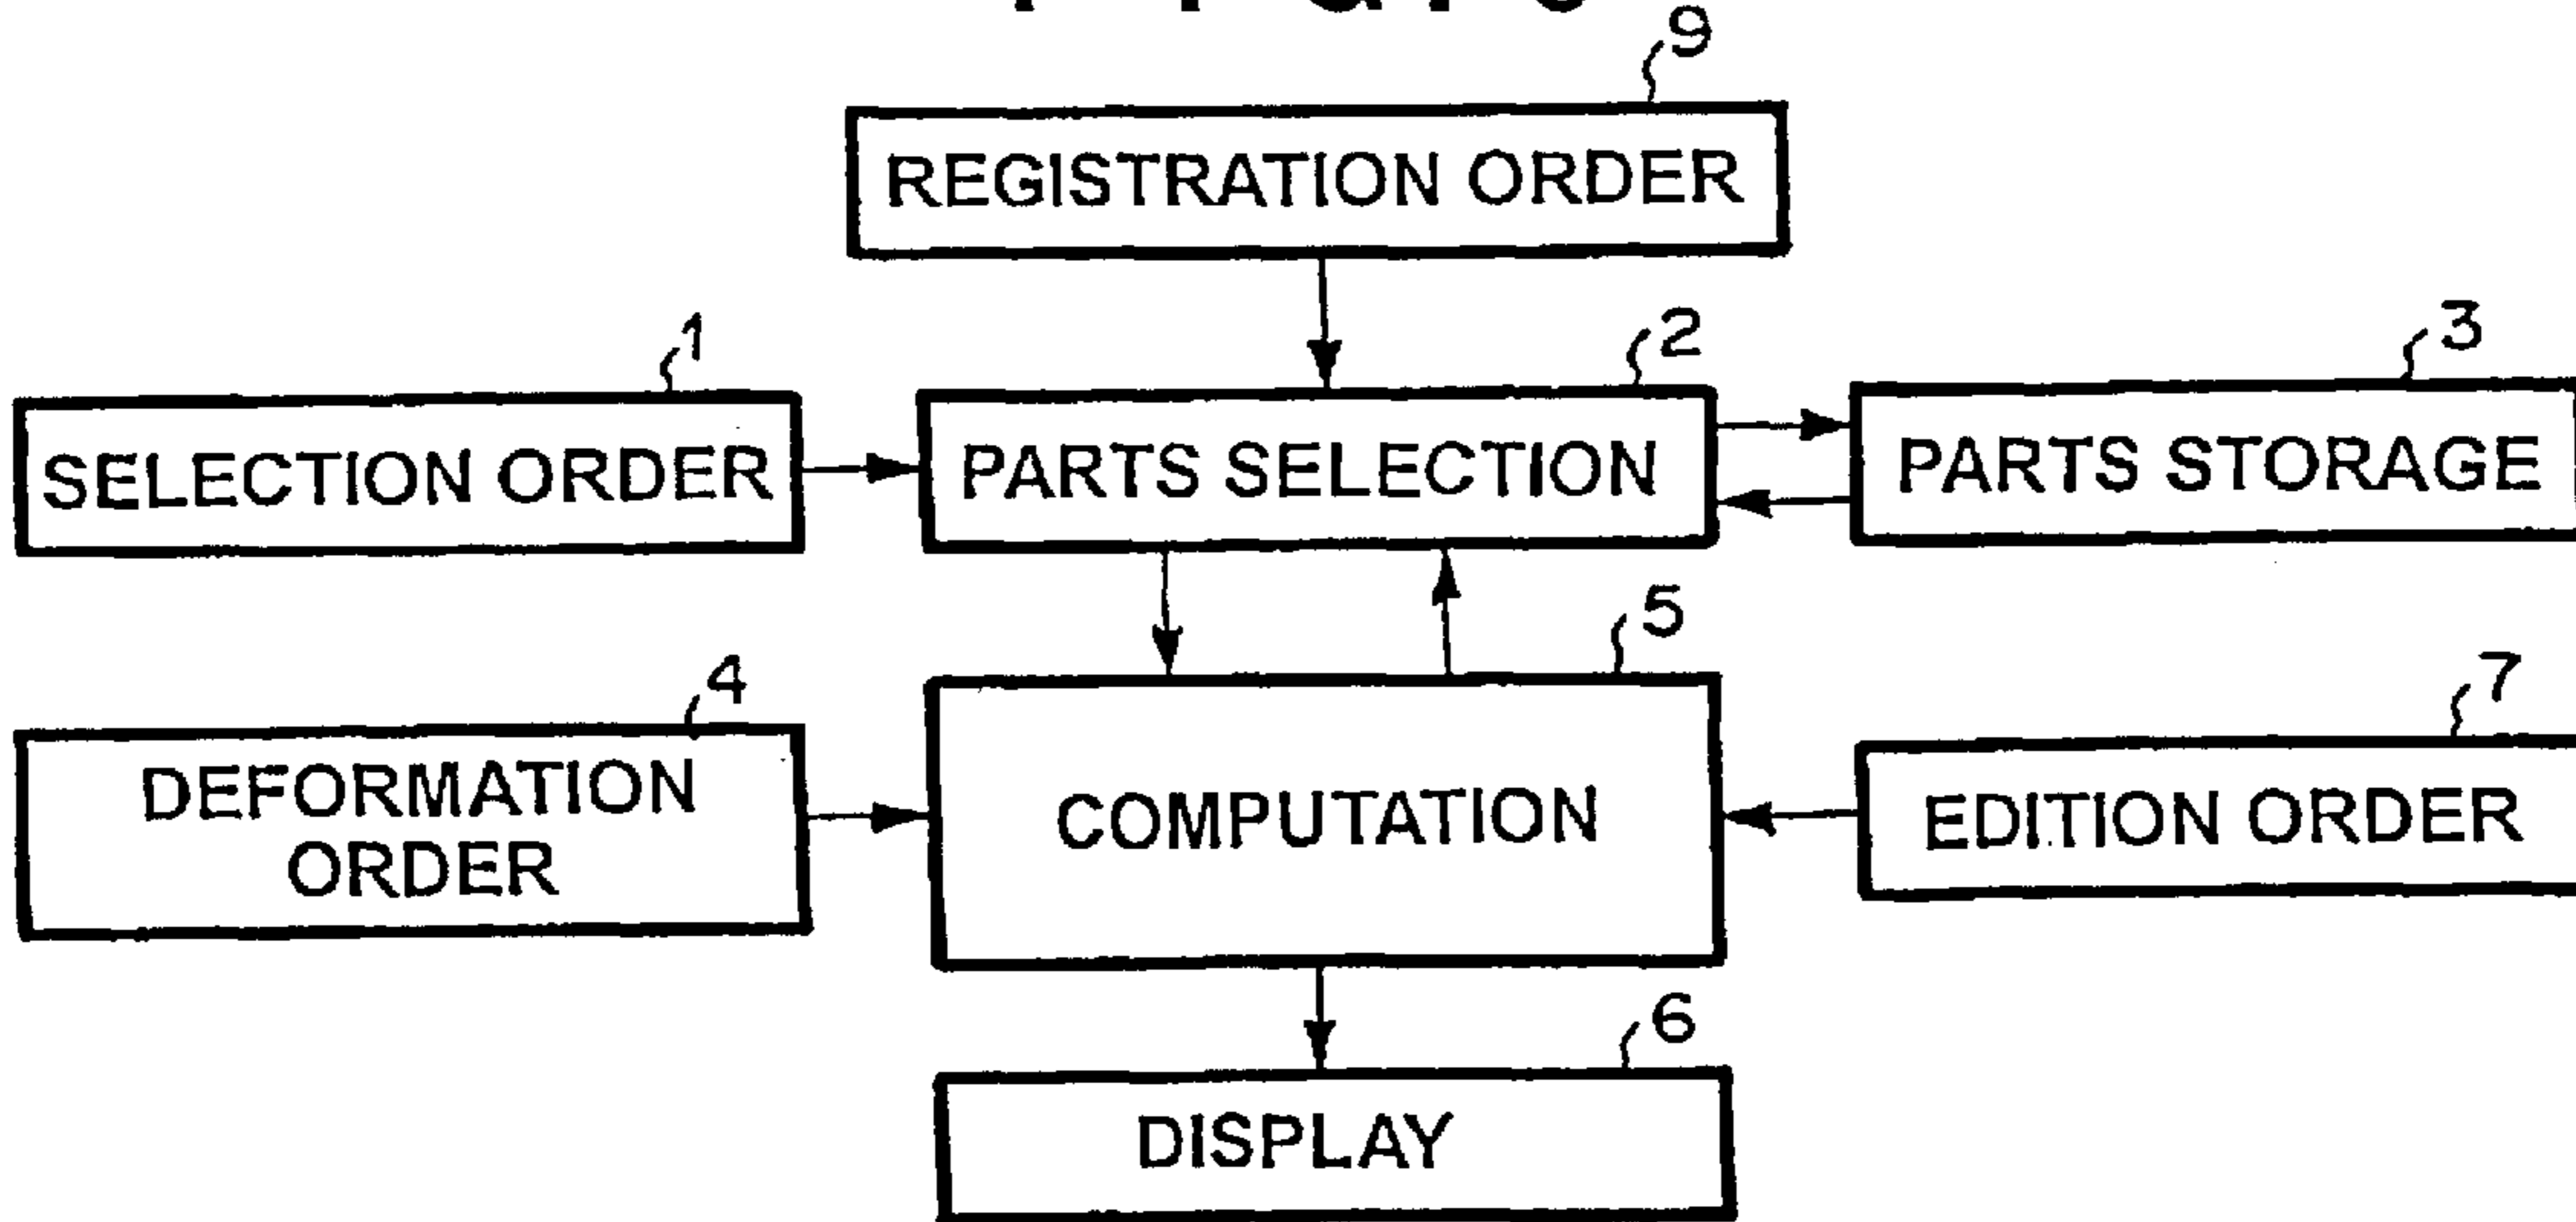 9
REGISTRATION ORDER
1
2
3
SELECTION ORDER
PARTS SELECTION
PARTS STORAGE
4
5
7
DEFORMATION
ORDER
COMPUTATION
EDITION ORDER
6
DISPLAY